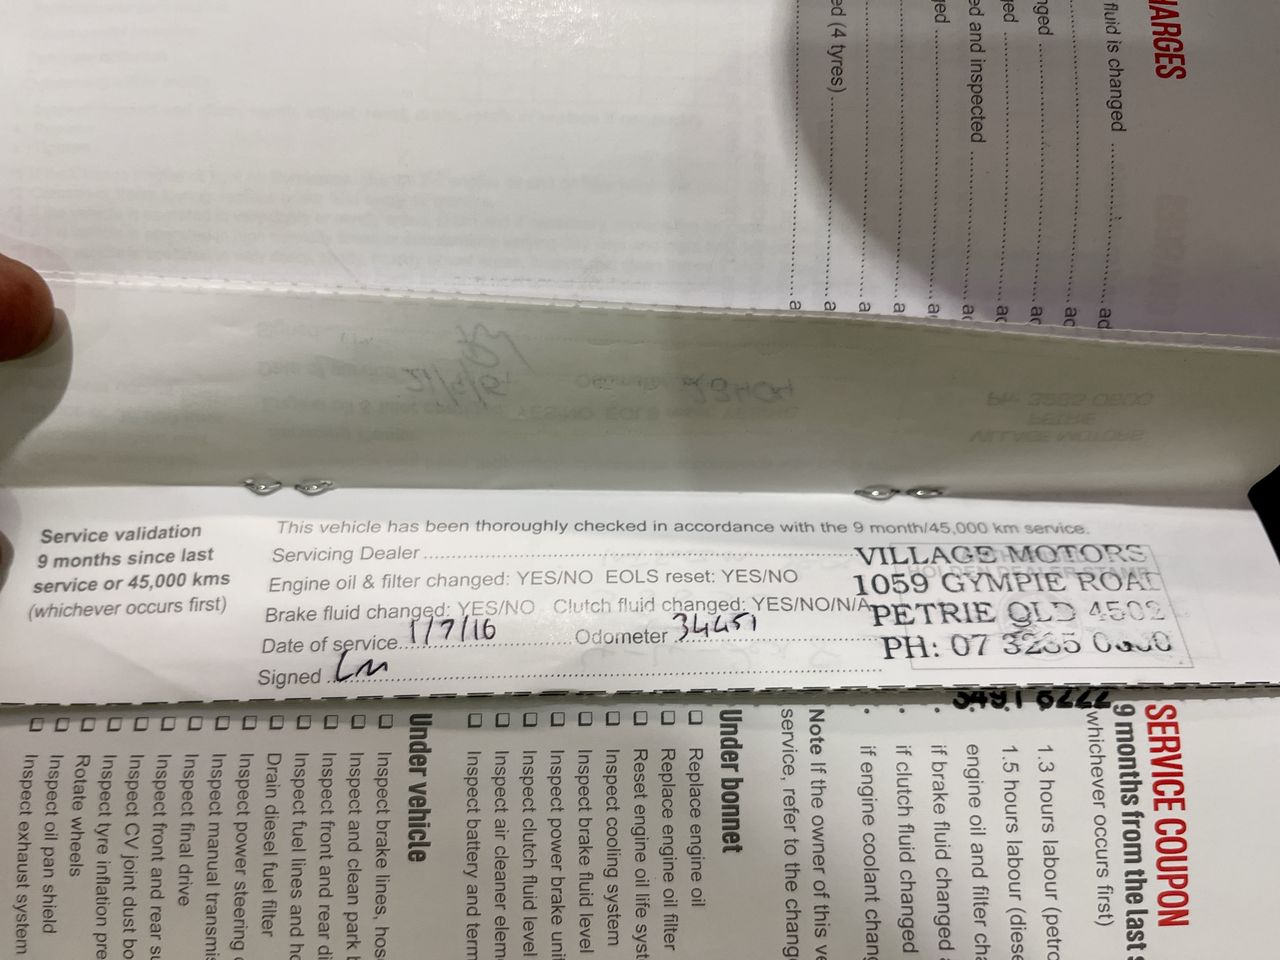 HARGES
fluid is changed
nged
ged
ed and inspected
ged
ed (4 tyres)
Service validation
9 months since last
service or 45,000 kms
(whichever occurs first)
This vehicle has been thoroughly checked in accordance with the 9 month/45,000 km service.
Servicing Dealer
Engine oil & filter changed: YES/NO EOLS reset: YES/NO
Brake fluid changed: YES/NO Clutch fluid changed: YES/NO/N/A
Date of service 1/7/16 Odometer 34451
Signed
VILLAGE MOTORS
1059 GYMPIE ROAD
PETRIE QLD 4502
PH: 07 3285
SERVICE COUPON
9 months from the last s
whichever occurs first)
1.3 hours labour (petro
1.5 hours labour (diese
engine oil and filter cha
• if brake fluid changed
• if clutch fluid changed
• if engine coolant chan
Note If the owner of this ve
service, refer to the change
Under bonnet
Replace engine oil
Replace engine oil filter
Reset engine oil life syst
Inspect cooling system
Inspect brake fluid level
Inspect power brake unit
Inspect clutch fluid level
Inspect air cleaner elem
Inspect battery and term
Under vehicle
Inspect brake lines, hos
Inspect and clean park b
Inspect front and rear di
Inspect fuel lines and ho
Drain diesel fuel filter
Inspect power steering
Inspect manual transmis
Inspect final drive
Inspect front and rear su
Inspect CV joint dust bo
Inspect tyre inflation pre
Rotate wheels
Inspect oil pan shield
Inspect exhaust system